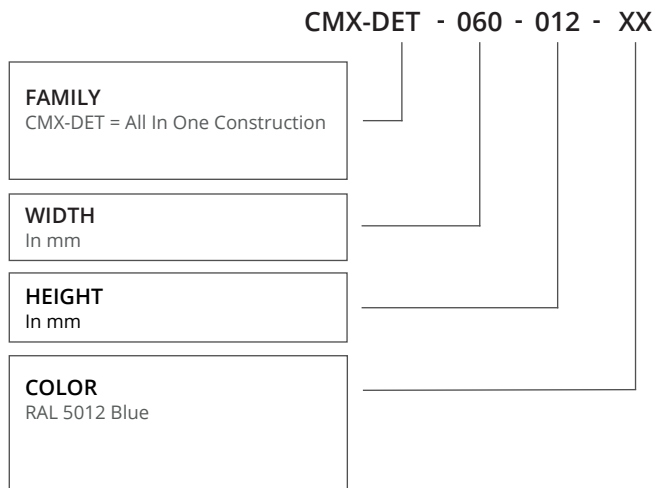 CMX-DET - 060 - 012 - XX
FAMILY
CMX-DET = All In One Construction
WIDTH
In mm
HEIGHT
In mm
COLOR
RAL 5012 Blue